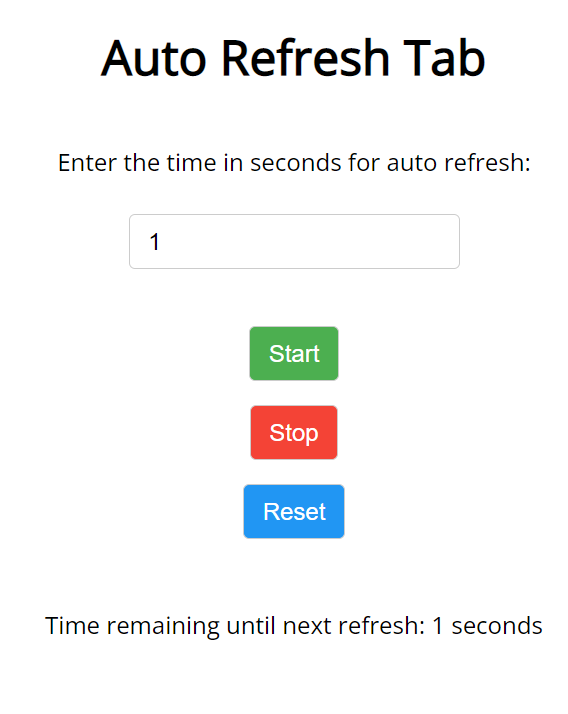 Auto Refresh Tab
Enter the time in seconds for auto refresh:
1
Start
Stop
Reset
Time remaining until next refresh: 1 seconds